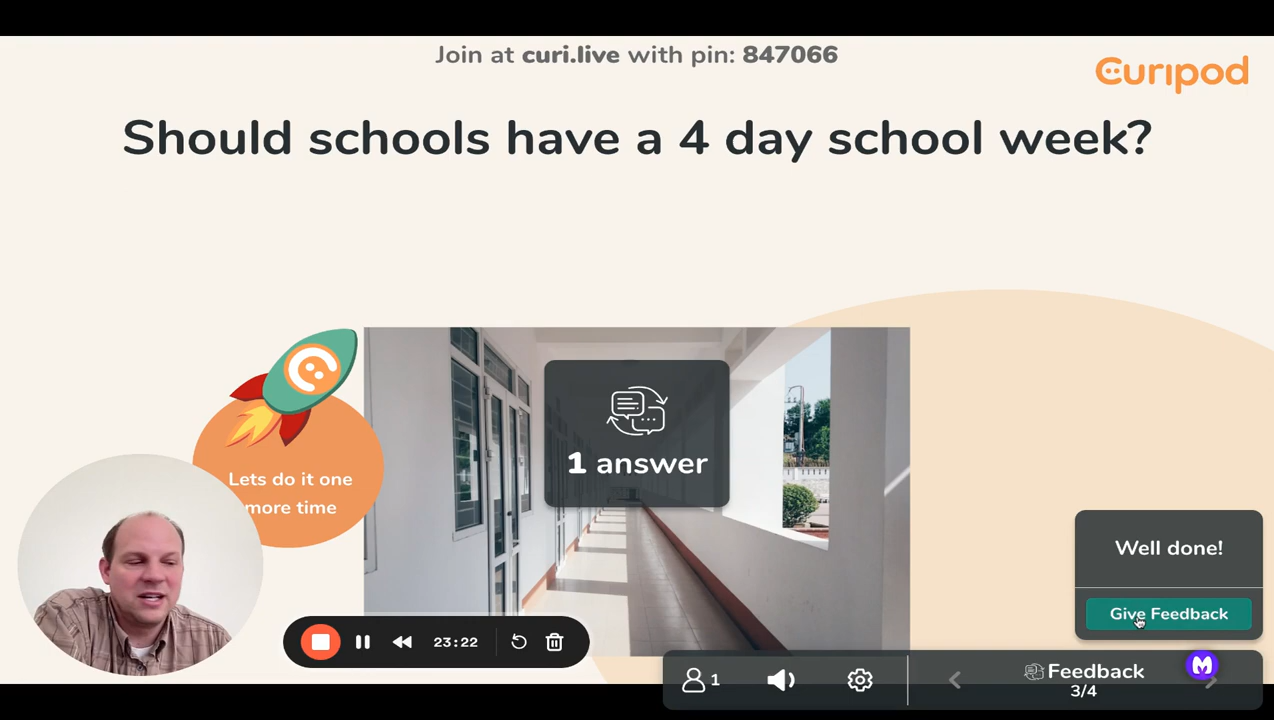 Join at curi.live with pin: 847066
Curipod
Should schools have a 4 day school week?
1 answer
Lets do it one
more time
Well done!
Give Feedback
23:22
1
Feedback
3/4